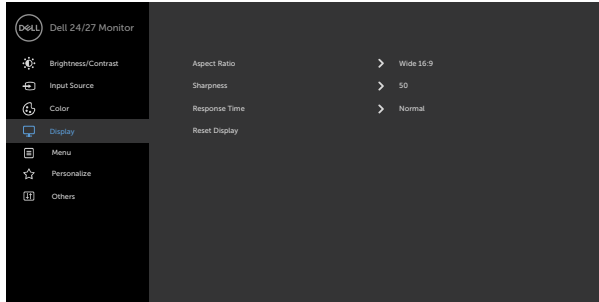 DELL Dell 24/27 Monitor
Brightness/Contrast
Input Source
Color
Display
Menu
Personalize
Others
Aspect Ratio Wide 16:9
Sharpness 50
Response Time Normal
Reset Display